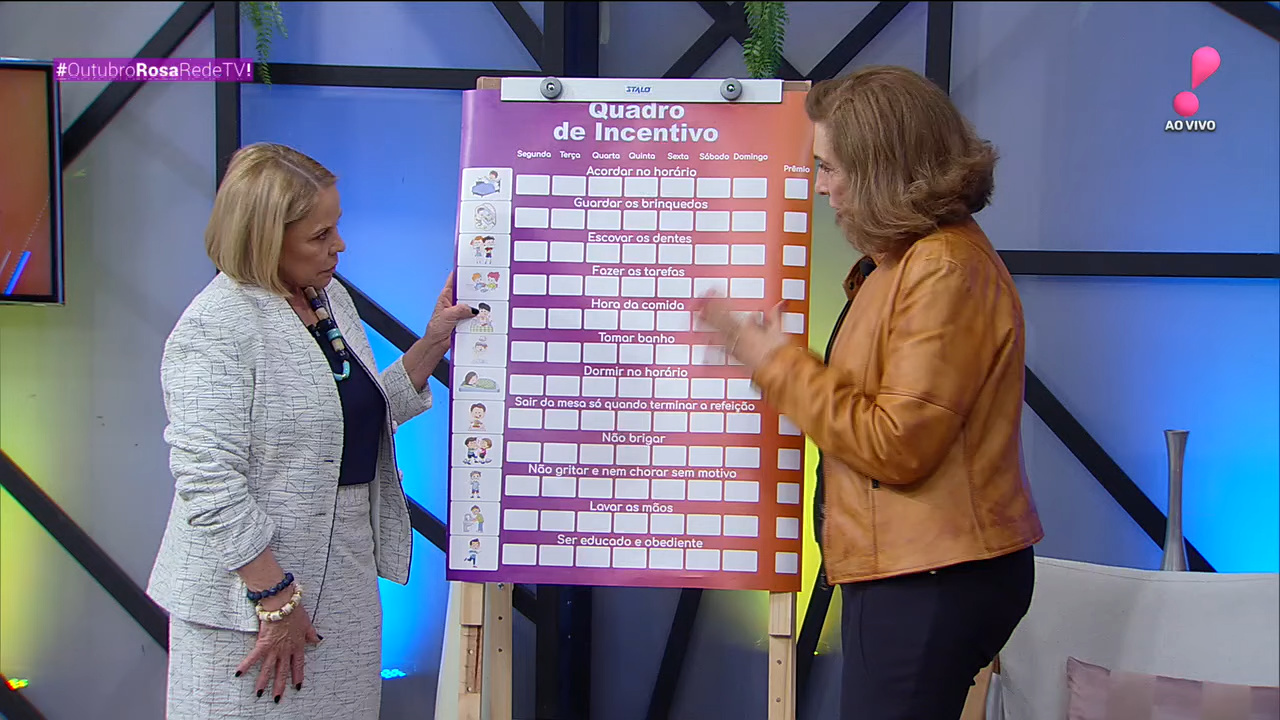 #OutubroRosaRedeTV!
AO VIVO
STALO
Quadro
de Incentivo
Segunda Terça Quarta Quinta Sexta Sábado Domingo
Prêmio
Acordar no horário
Guardar os brinquedos
Escovar os dentes
Fazer as tarefas
Hora da comida
Tomar banho
Dormir no horário
Sair da mesa só quando terminar a refeição
Não brigar
Não gritar e nem chorar sem motivo
Lavar as mãos
Ser educado e obediente